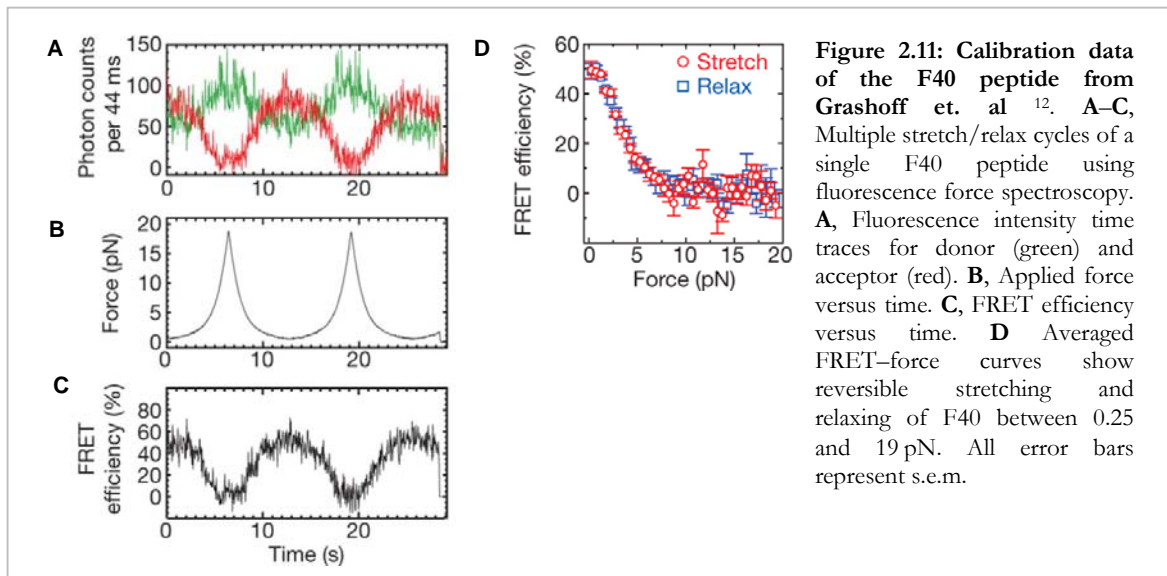 A
Photon counts
per 44 ms
150
100
50
0
0 10 20
B
Force (pN)
20
15
10
5
0
0 10 20
C
FRET
efficiency (%)
80
60
40
20
0
0 10 20
Time (s)
D
FRET efficiency (%)
60
40
20
0
Stretch
Relax
0 5 10 15 20
Force (pN)
Figure 2.11: Calibration data
of the F40 peptide from
Grashoff et. al 12. A–C,
Multiple stretch/relax cycles of a
single F40 peptide using
fluorescence force spectroscopy.
A, Fluorescence intensity time
traces for donor (green) and
acceptor (red). B, Applied force
versus time. C, FRET efficiency
versus time. D Averaged
FRET–force curves show
reversible stretching and
relaxing of F40 between 0.25
and 19 pN. All error bars
represent s.e.m.